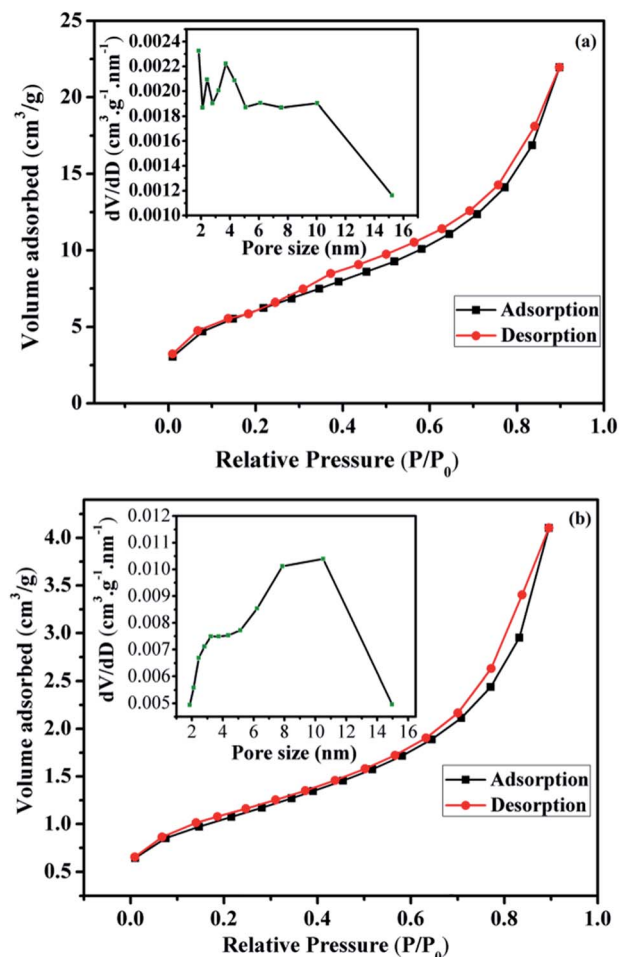 (a)
Volume adsorbed (cm³/g)
25
20
15
10
5
0
0.0 0.2 0.4 0.6 0.8 1.0
Relative Pressure (P/P₀)
Adsorption
Desorption
dV/dD (cm³.g⁻¹.nm⁻¹)
0.0024
0.0022
0.0020
0.0018
0.0016
0.0014
0.0012
0.0010
2 4 6 8 10 12 14 16
Pore size (nm)
(b)
Volume adsorbed (cm³/g)
4.0
3.5
3.0
2.5
2.0
1.5
1.0
0.5
0.0 0.2 0.4 0.6 0.8 1.0
Relative Pressure (P/P₀)
Adsorption
Desorption
dV/dD (cm³.g⁻¹.nm⁻¹)
0.012
0.011
0.010
0.009
0.008
0.007
0.006
0.005
2 4 6 8 10 12 14 16
Pore size (nm)